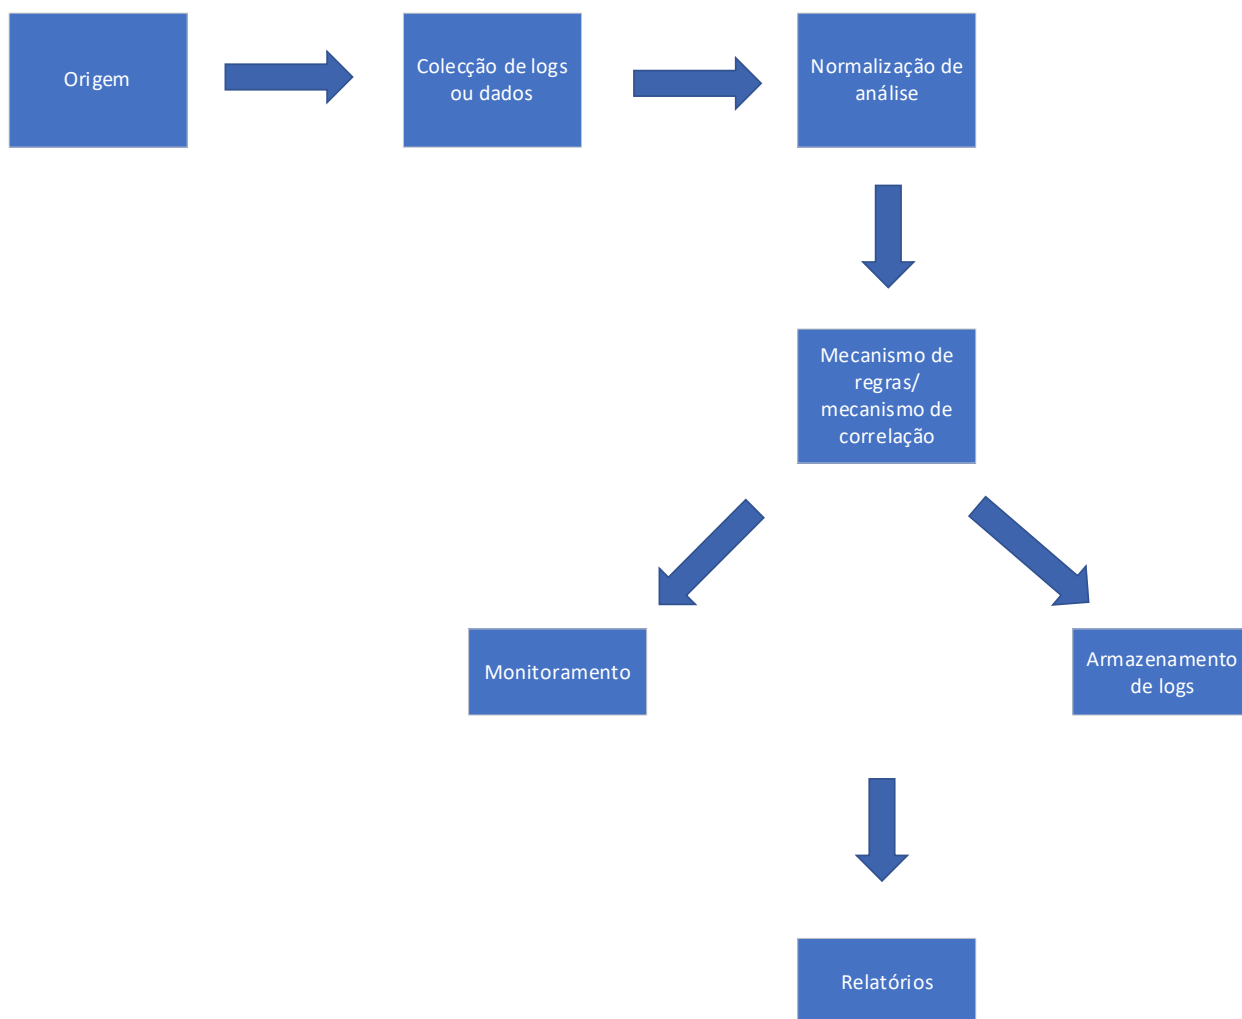 Origem
Colecção de logs
ou dados
Normalização de
análise
Mecanismo de
regras/
mecanismo de
correlação
Monitoramento
Armazenamento
de logs
Relatórios